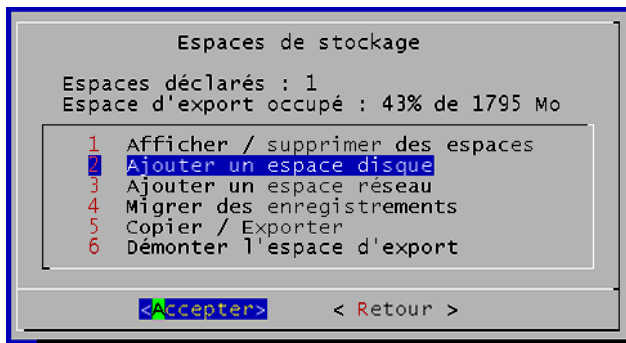 Espaces de stockage
Espaces déclarés : 1
Espace d'export occupé : 43% de 1795 Mo
1 Afficher / supprimer des espaces
2 Ajouter un espace disque
3 Ajouter un espace réseau
4 Migrer des enregistrements
5 Copier / Exporter
6 Démonter l'espace d'export
<Accepter> < Retour >